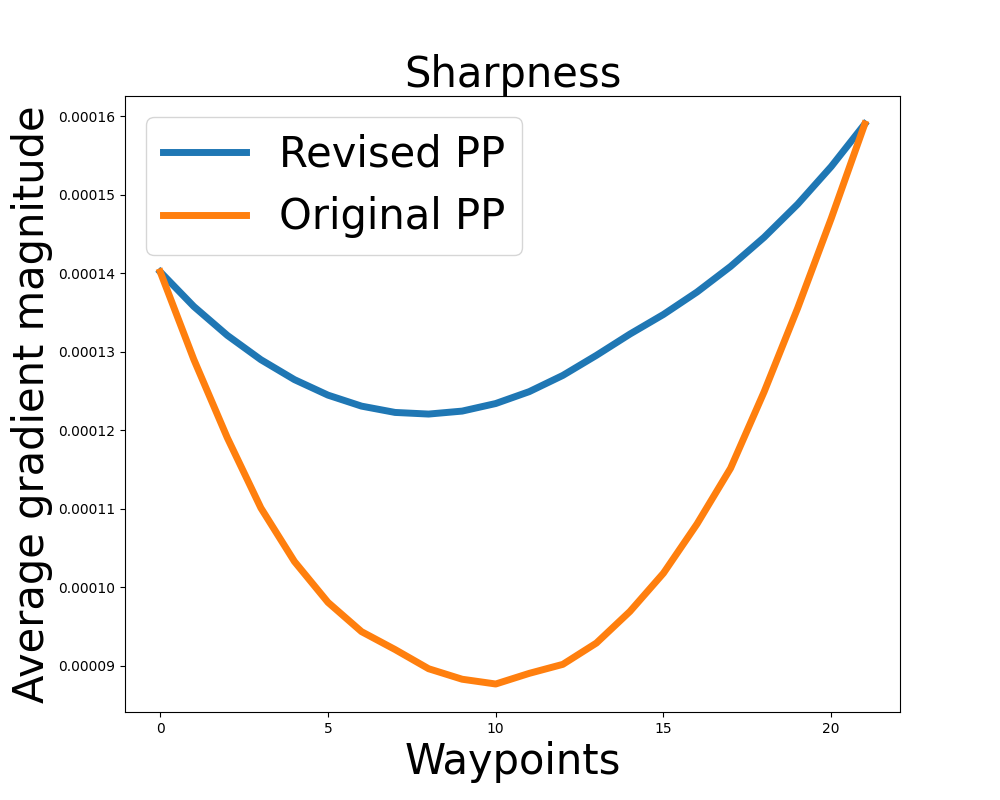 Sharpness
Average gradient magnitude
0.00016
0.00015
0.00014
0.00013
0.00012
0.00011
0.00010
0.00009
Revised PP
Original PP
0 5 10 15 20
Waypoints